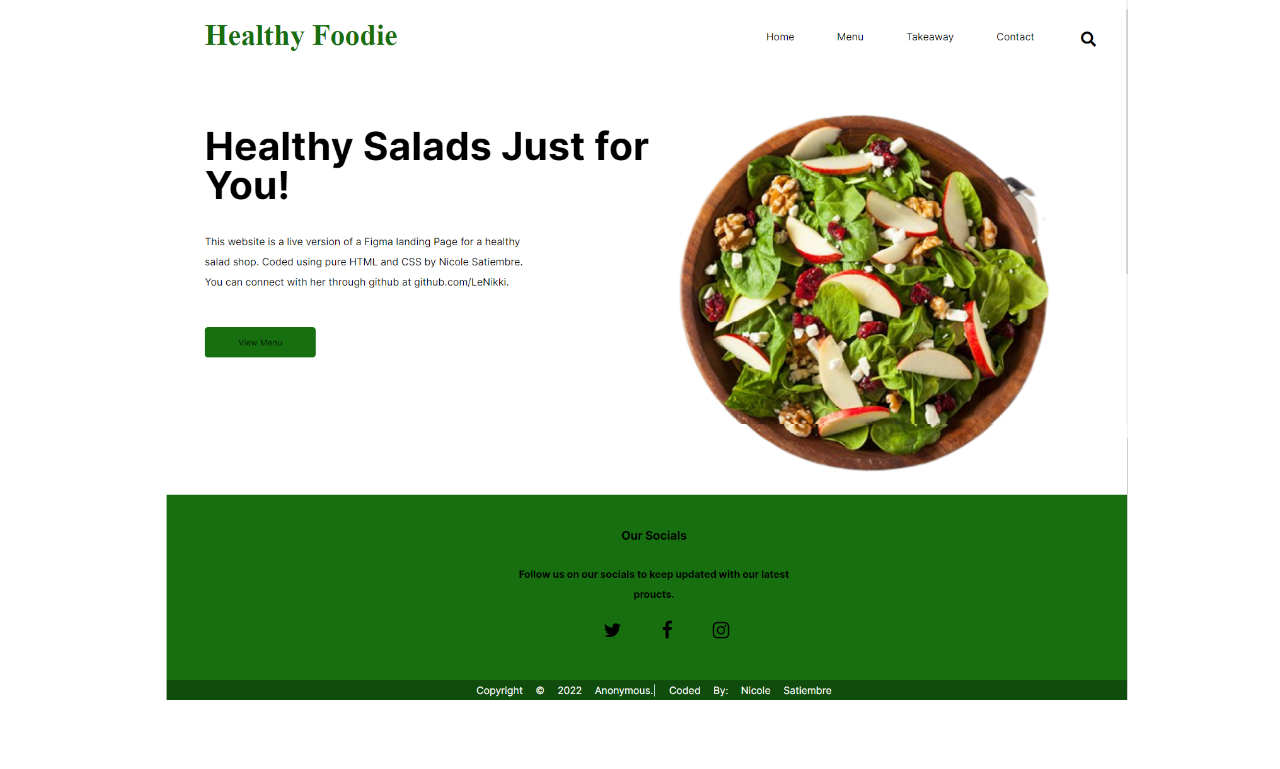 Healthy Foodie
Home Menu Takeaway Contact
Healthy Salads Just for
You!
This website is a live version of a Figma landing Page for a healthy
salad shop. Coded using pure HTML and CSS by Nicole Satiembre.
You can connect with her through github at github.com/LeNikki.
View Menu
Our Socials
Follow us on our socials to keep updated with our latest
proucts.
Copyright © 2022 Anonymous.| Coded By: Nicole Satiembre